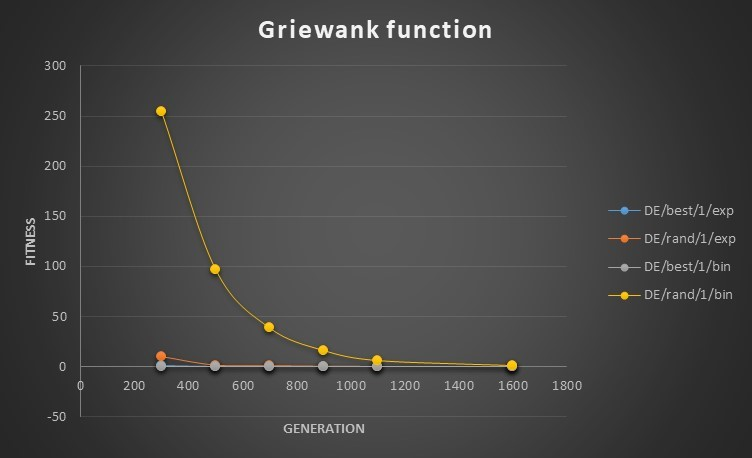 Griewank function
300
250
200
150
100
50
0
-50
FITNESS
0 200 400 600 800 1000 1200 1400 1600 1800
GENERATION
DE/best/1/exp
DE/rand/1/exp
DE/best/1/bin
DE/rand/1/bin